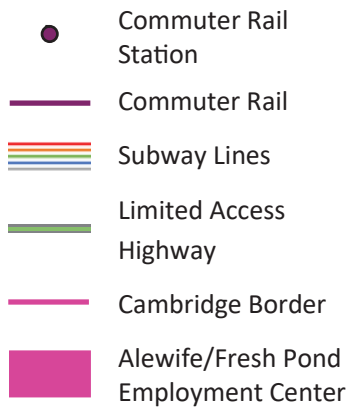 Commuter Rail
Station
Commuter Rail
Subway Lines
Limited Access
Highway
Cambridge Border
Alewife/Fresh Pond
Employment Center